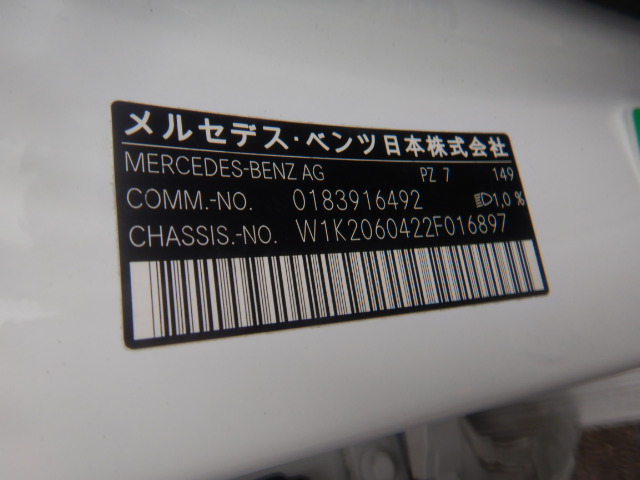 メルセデス・ベンツ日本株式会社
MERCEDES-BENZ AG PZ 7 149
COMM.-NO. 0183916492 1,0 %
CHASSIS.-NO. W1K2060422F016897